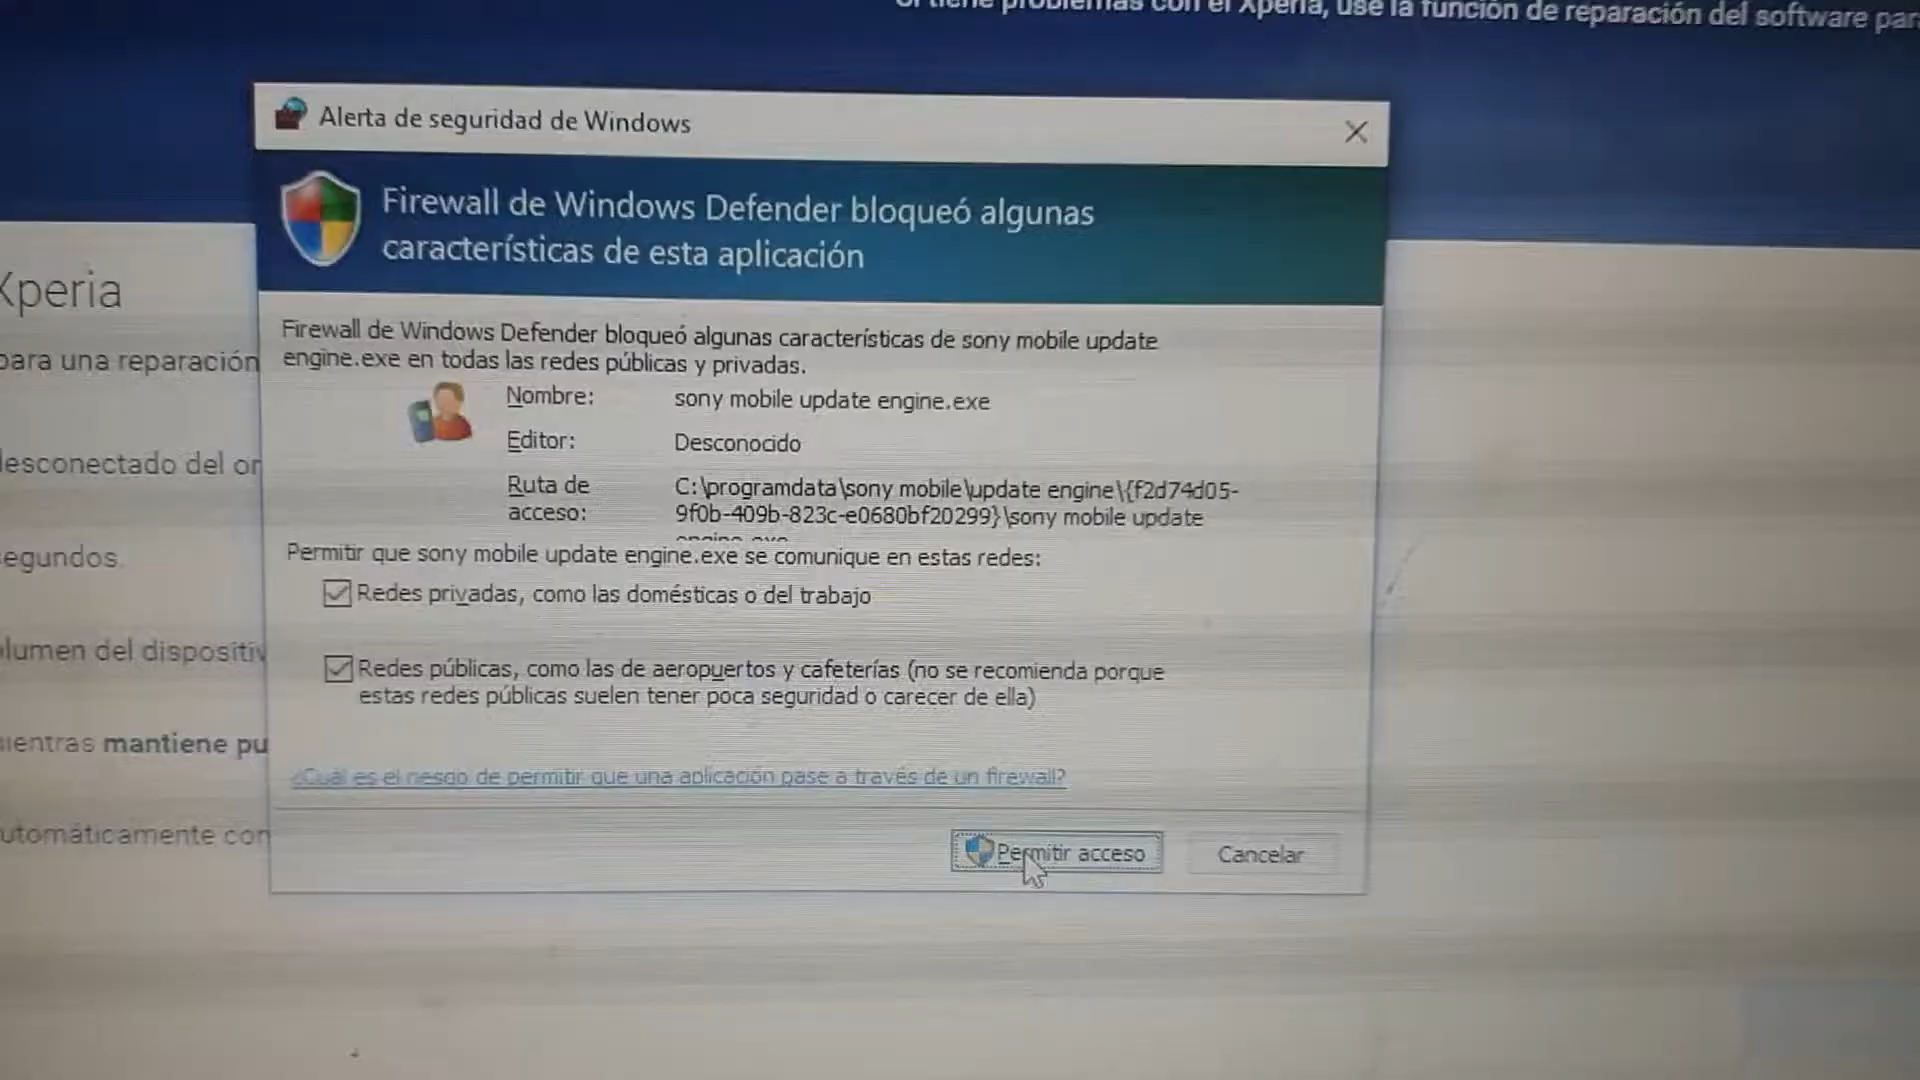 problemas con el Xperia, use la función de reparación del software
Alerta de seguridad de Windows
Firewall de Windows Defender bloqueó algunas
características de esta aplicación
Xperia
Firewall de Windows Defender bloqueó algunas características de sony mobile update
para una reparación
engine.exe en todas las redes públicas y privadas.
Nombre: sony mobile update engine.exe
Editor: Desconocido
desconectado del
Ruta de
acceso:
C:\programdata\sony mobile\update engine\{f2d74d05-
9f0b-409b-823c-e0680bf20299}\sony mobile update
engine.exe
Permitir que sony mobile update engine.exe se comunique en estas redes:
segundos.
Redes privadas, como las domésticas o del trabajo
del dispositiv
Redes públicas, como las de aeropuertos y cafeterías (no se recomienda porque
estas redes públicas suelen tener poca seguridad o carecer de ella)
mientras mantiene pu
¿Cuál es el riesgo de permitir que una aplicación pase a través de un firewall?
utomáticamente con
Permitir acceso
Cancelar